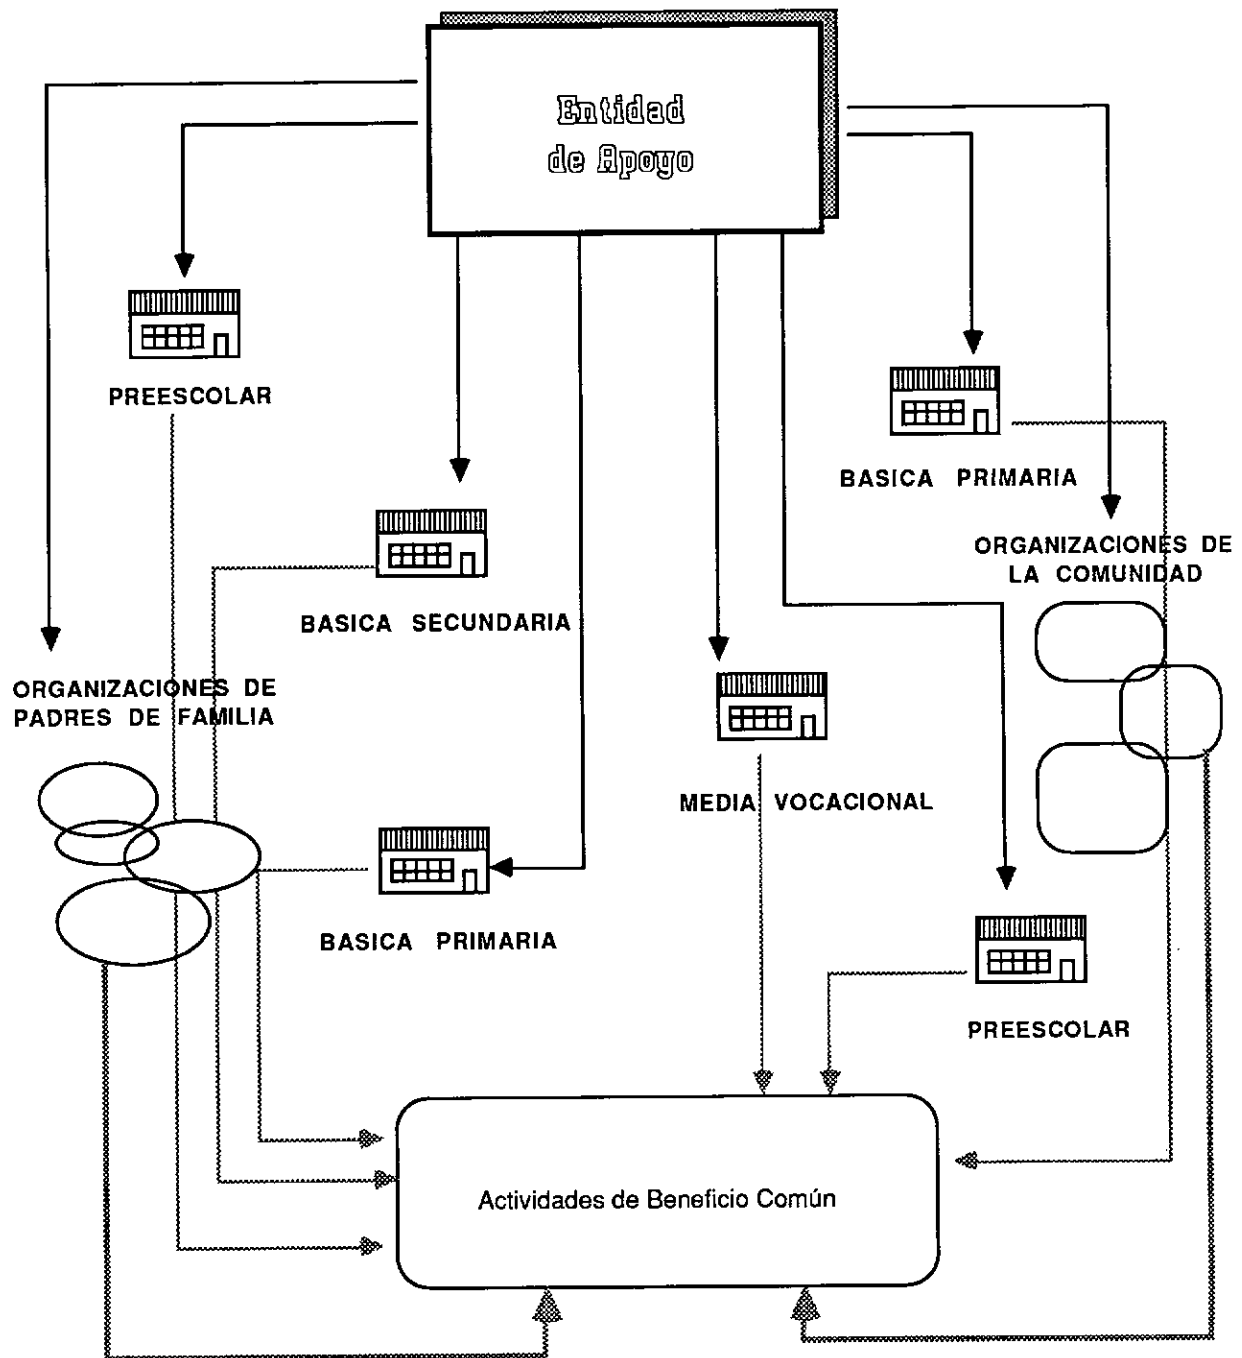 Entidad
de Apoyo
PREESCOLAR
BASICA PRIMARIA
ORGANIZACIONES DE
LA COMUNIDAD
BASICA SECUNDARIA
ORGANIZACIONES DE
PADRES DE FAMILIA
MEDIA VOCACIONAL
BASICA PRIMARIA
PREESCOLAR
Actividades de Beneficio Común